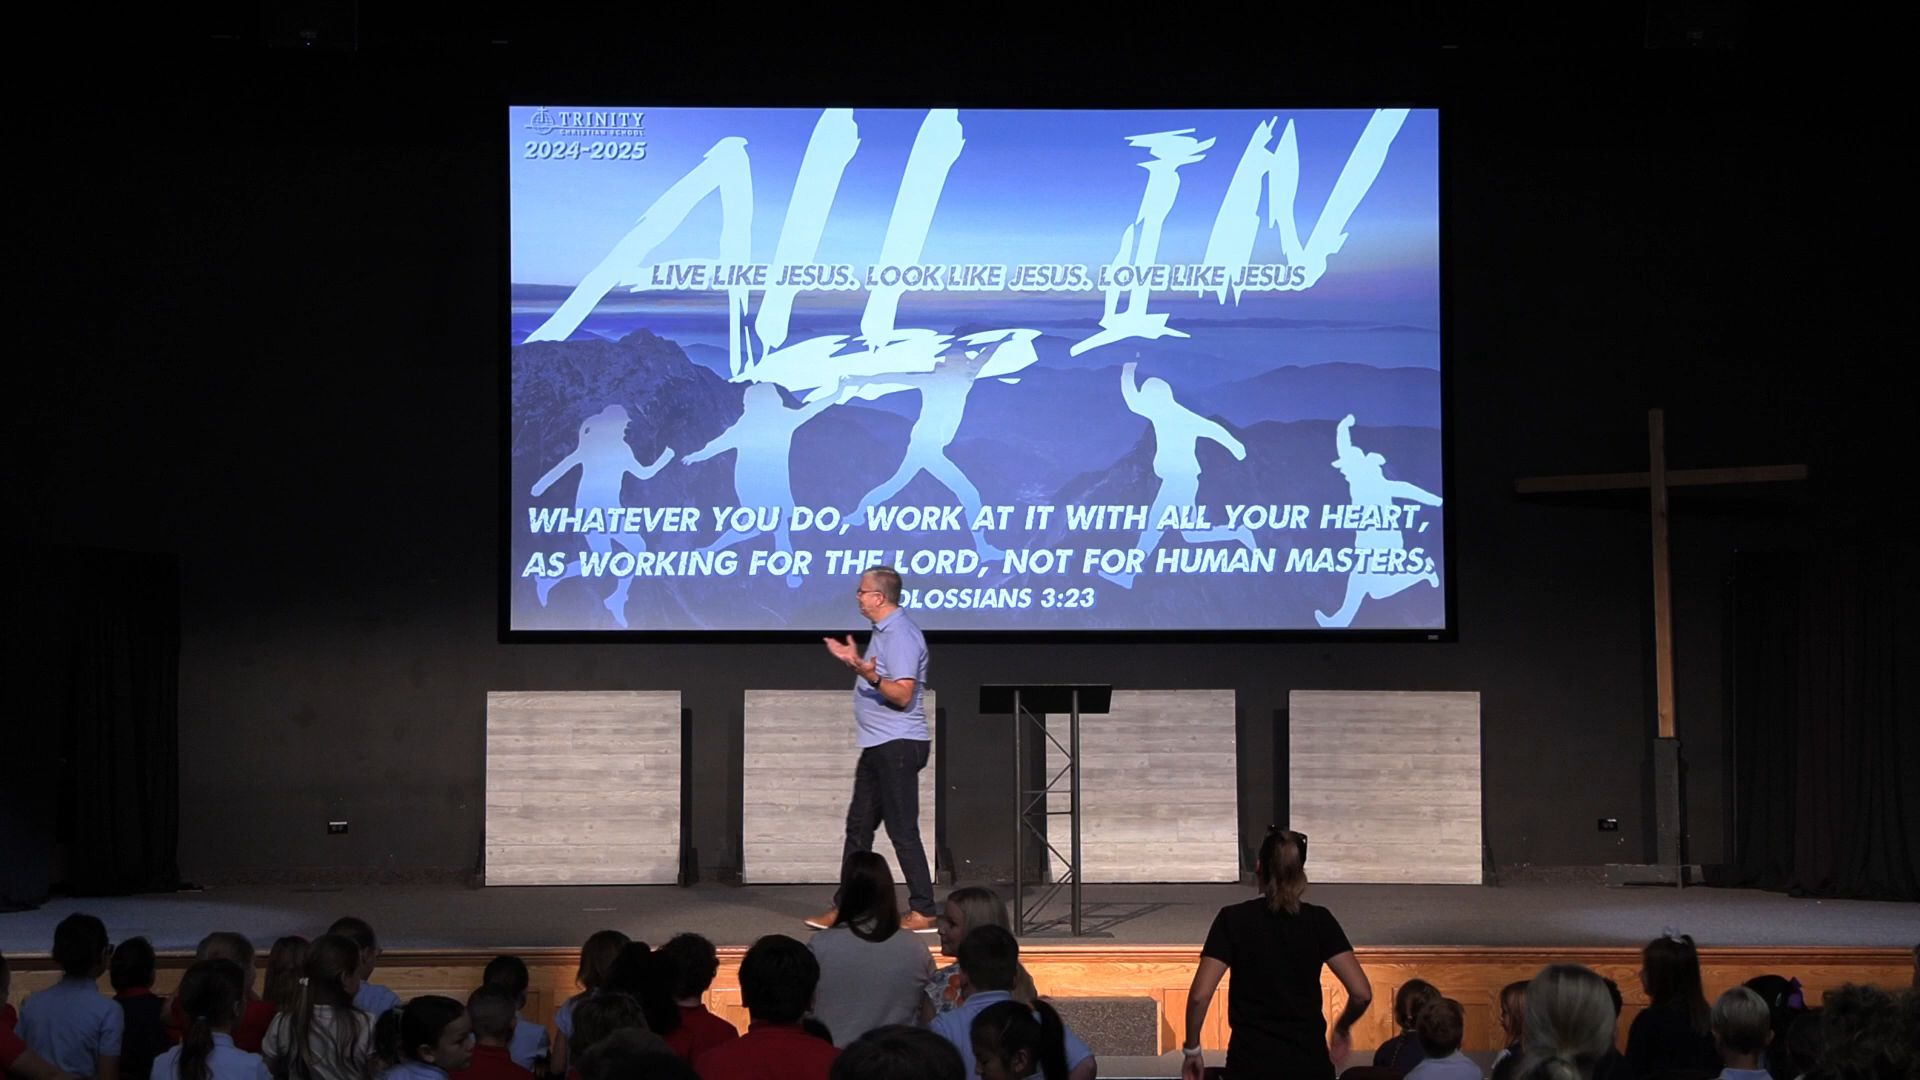 TRINITY
CHRISTIAN SCHOOL
2024-2025
ALL IN
LIVE LIKE JESUS. LOOK LIKE JESUS. LOVE LIKE JESUS
WHATEVER YOU DO, WORK AT IT WITH ALL YOUR HEART,
AS WORKING FOR THE LORD, NOT FOR HUMAN MASTERS.
OLOSSIANS 3:23